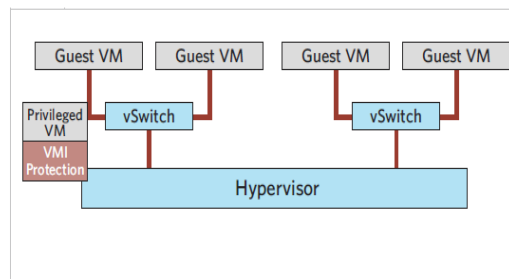 Guest VM
Guest VM
Guest VM
Guest VM
vSwitch
vSwitch
Privileged
VM
VMI
Protection
Hypervisor